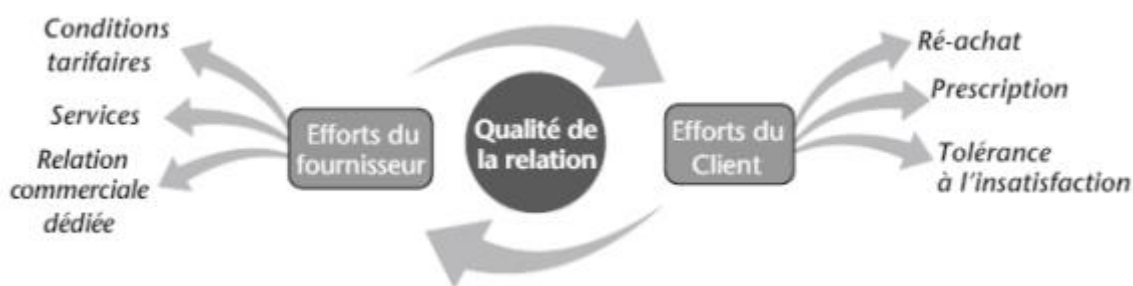 Conditions
tarifaires
Services
Relation
commerciale
dédiée
Efforts du
fournisseur
Qualité de
la relation
Efforts du
Client
Ré-achat
Prescription
Tolérance
à l'insatisfaction